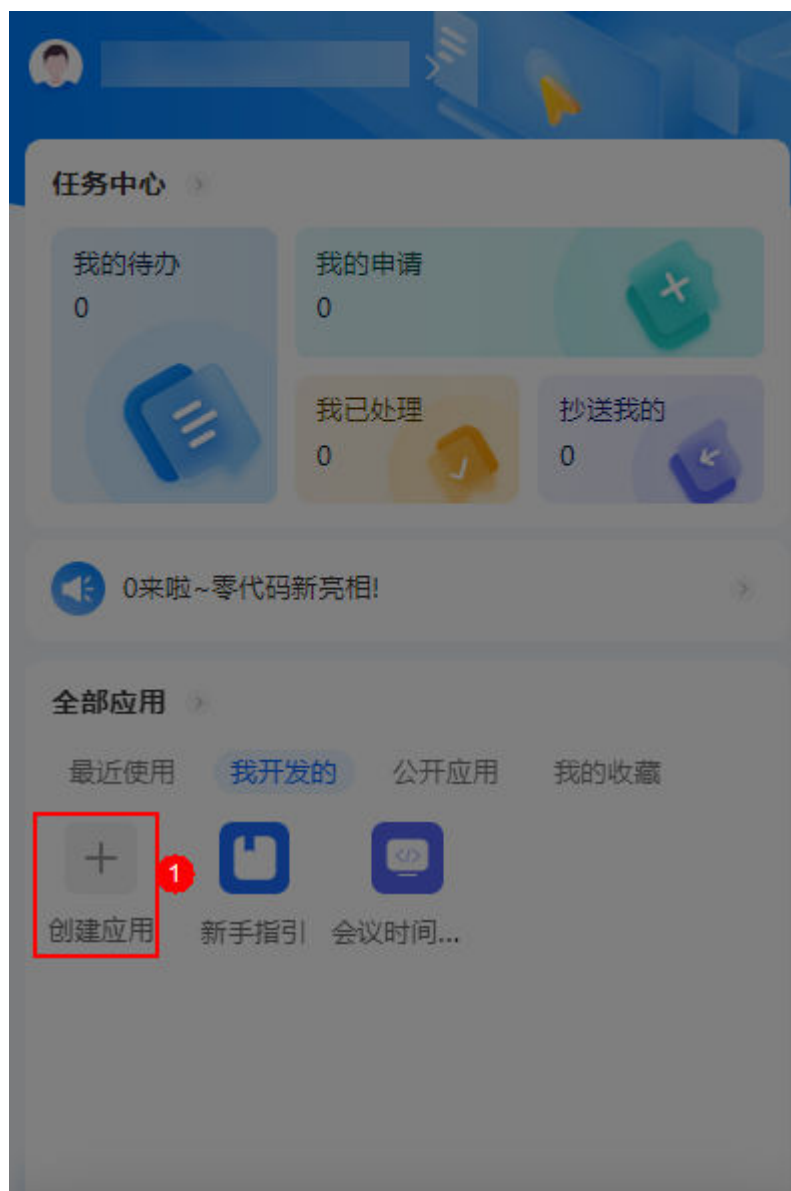 任务中心
我的待办
0
我的申请
0
我已处理
0
抄送我的
0
0来啦~零代码新亮相!
全部应用
最近使用 我开发的 公开应用 我的收藏
1
创建应用 新手指引 会议时间...